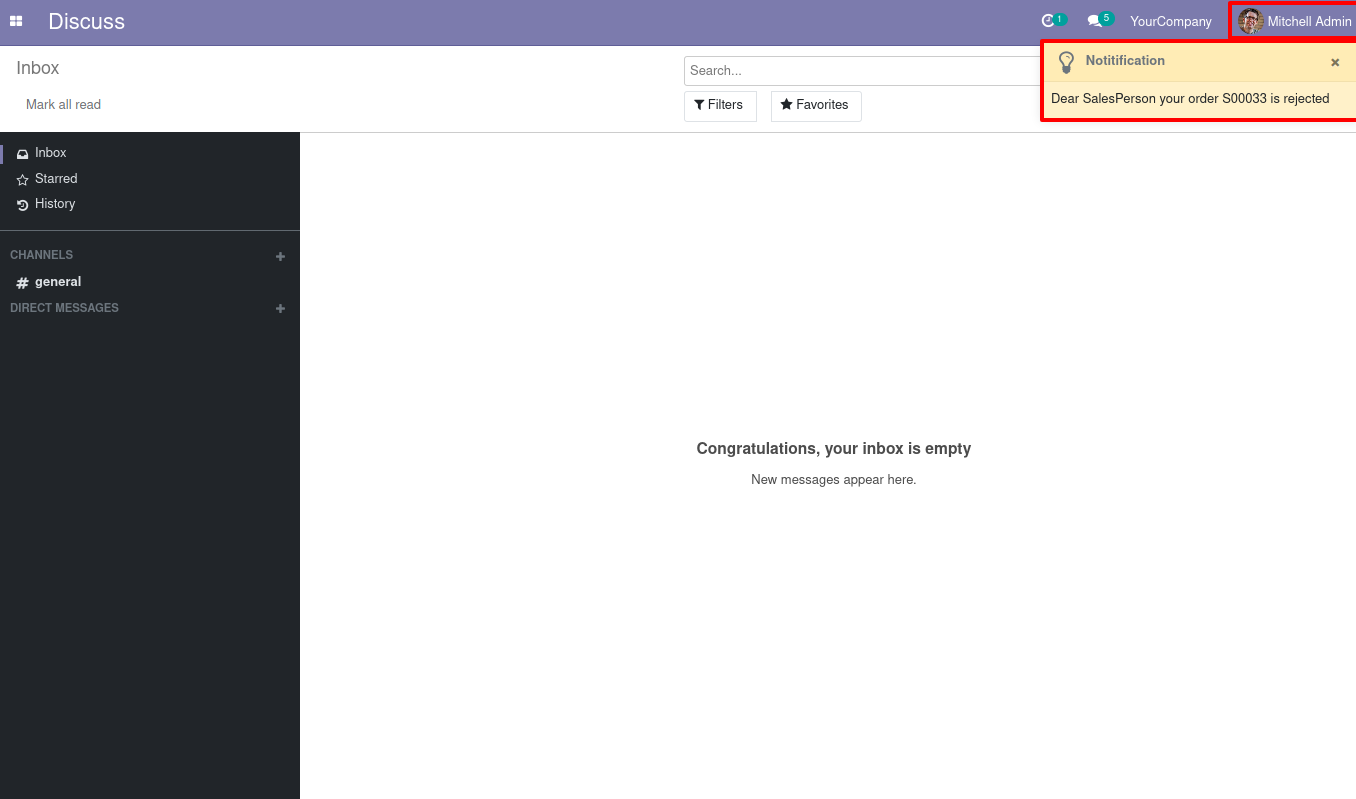 Discuss
1
5
YourCompany
Mitchell Admin
Inbox
Search...
Notitification
Mark all read
Filters
Favorites
Dear SalesPerson your order S00033 is rejected
Inbox
Starred
History
CHANNELS
# general
DIRECT MESSAGES
Congratulations, your inbox is empty
New messages appear here.